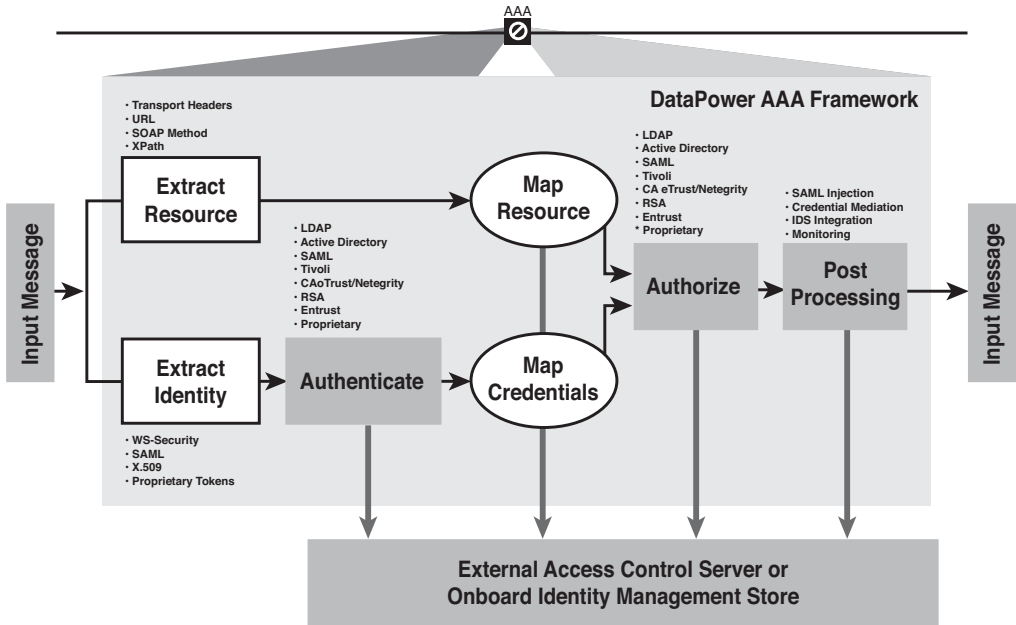 AAA
DataPower AAA Framework
• Transport Headers
• URL
• SOAP Method
• XPath
Extract
Resource
Map
Resource
• LDAP
• Active Directory
• SAML
• Tivoli
• CA eTrust/Netegrity
• RSA
• Entrust
* Proprietary
• SAML Injection
• Credential Mediation
• IDS Integration
• Monitoring
• LDAP
• Active Directory
• SAML
• Tivoli
• CAoTrust/Netegrity
• RSA
• Entrust
• Proprietary
Input Message
Authorize
Post
Processing
Input Message
Extract
Identity
Authenticate
Map
Credentials
• WS-Security
• SAML
• X.509
• Proprietary Tokens
External Access Control Server or
Onboard Identity Management Store